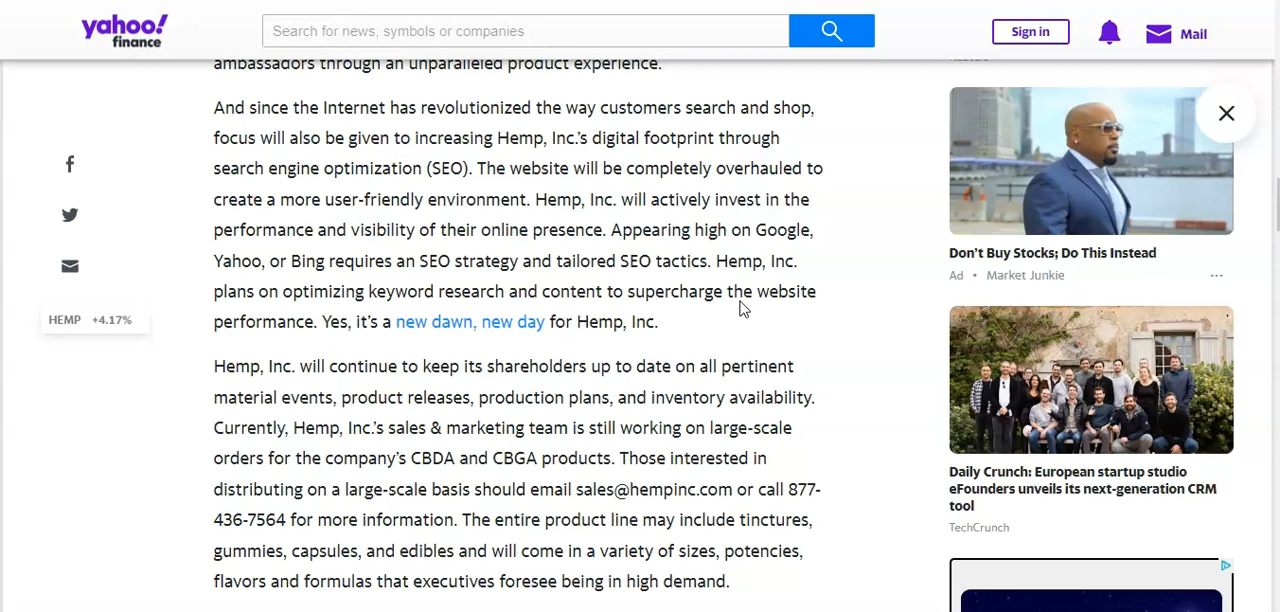 yahoo!
finance
Search for news, symbols or companies
Sign in
Mail
ambassadors through an unparalleled product experience.
And since the Internet has revolutionized the way customers search and shop,
focus will also be given to increasing Hemp, Inc.'s digital footprint through
search engine optimization (SEO). The website will be completely overhauled to
create a more user-friendly environment. Hemp, Inc. will actively invest in the
performance and visibility of their online presence. Appearing high on Google,
Yahoo, or Bing requires an SEO strategy and tailored SEO tactics. Hemp, Inc.
plans on optimizing keyword research and content to supercharge the website
performance. Yes, it's a new dawn, new day for Hemp, Inc.
Hemp, Inc. will continue to keep its shareholders up to date on all pertinent
material events, product releases, production plans, and inventory availability.
Currently, Hemp, Inc.'s sales & marketing team is still working on large-scale
orders for the company's CBDA and CBGA products. Those interested in
distributing on a large-scale basis should email sales@hempinc.com or call 877-
436-7564 for more information. The entire product line may include tinctures,
gummies, capsules, and edibles and will come in a variety of sizes, potencies,
flavors and formulas that executives foresee being in high demand.
HEMP +4.17%
Don't Buy Stocks; Do This Instead
Ad • Market Junkie
Daily Crunch: European startup studio
eFounders unveils its next-generation CRM
tool
TechCrunch